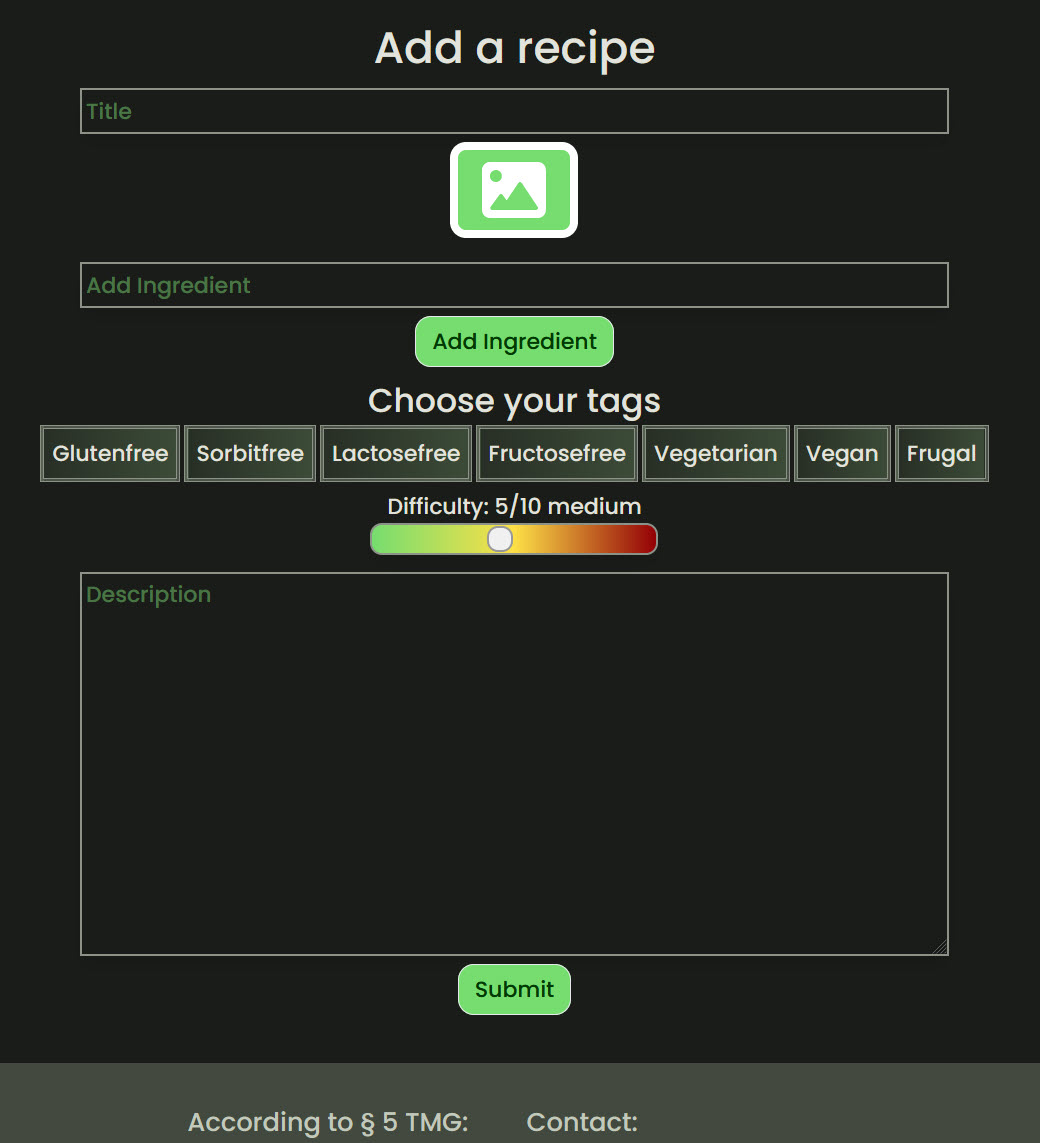 Add a recipe
Title
Add Ingredient
Add Ingredient
Choose your tags
Glutenfree Sorbitfree Lactosefree Fructosefree Vegetarian Vegan Frugal
Difficulty: 5/10 medium
Description
Submit
According to § 5 TMG: Contact: